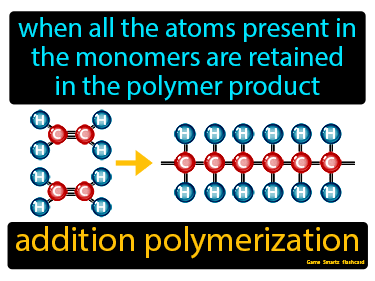 when all the atoms present in
the monomers are retained
in the polymer product
H H H H H H H H
C C C C C C C C
H H
H H H H H H H H
C C
H H
addition polymerization
Game Smartz flashcard